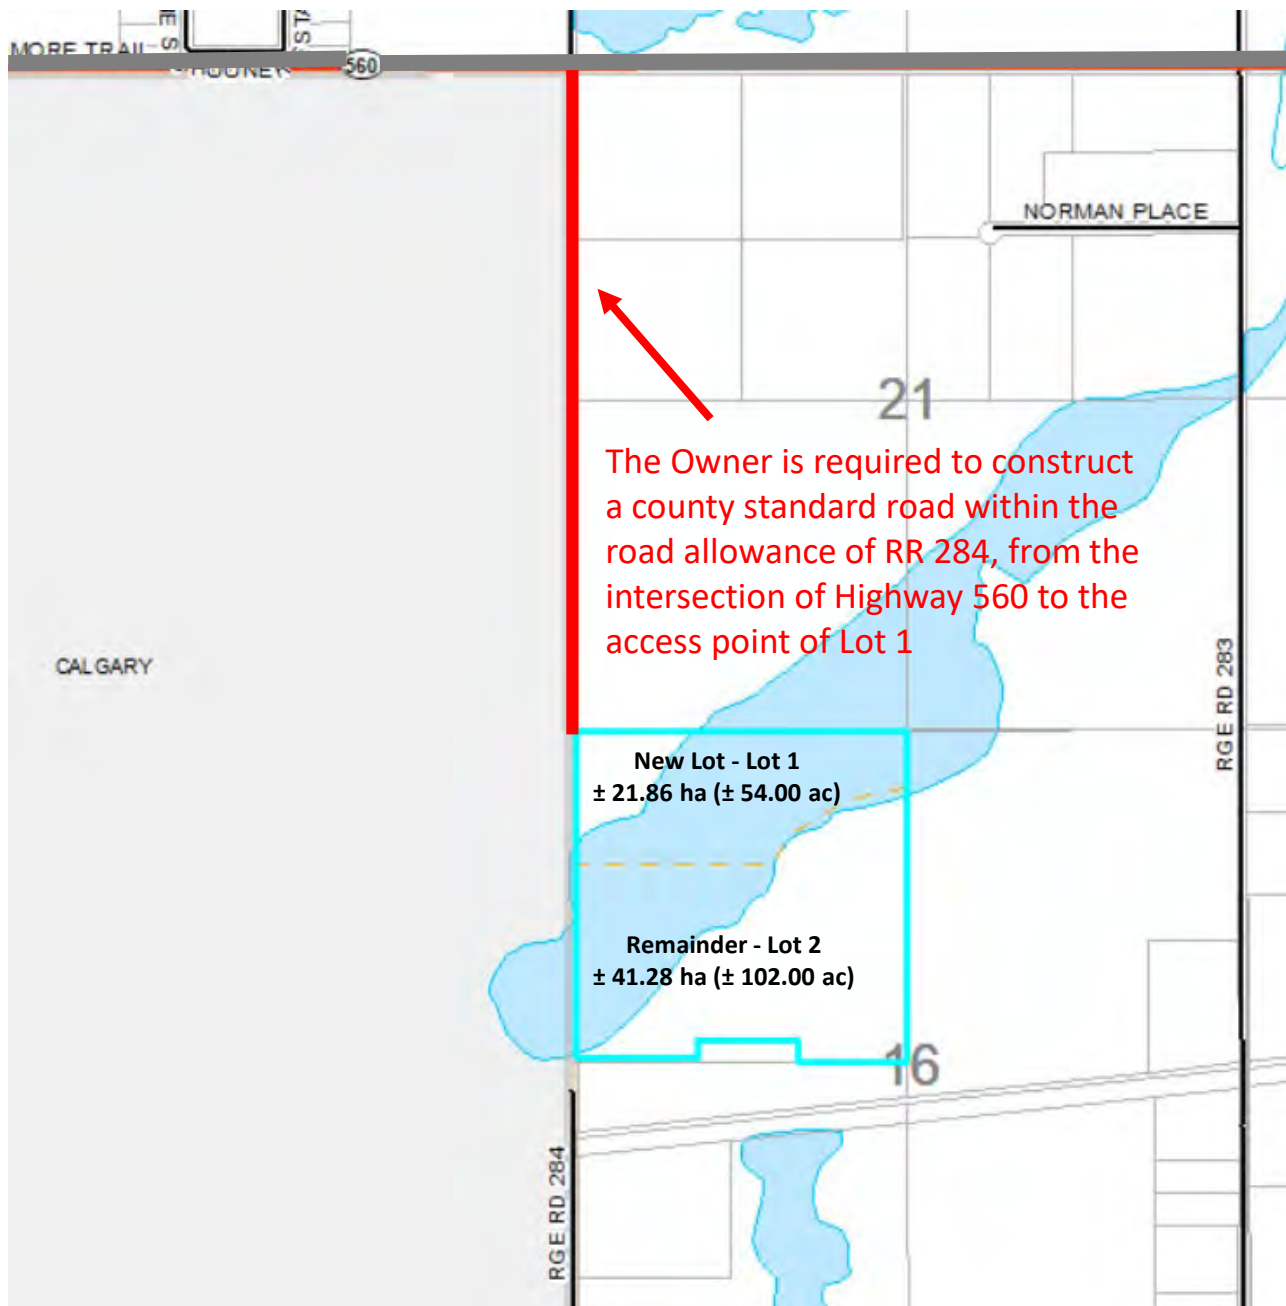 MORE TRAIL
560
NORMAN PLACE
21
The Owner is required to construct
a county standard road within the
road allowance of RR 284, from the
intersection of Highway 560 to the
access point of Lot 1
CALGARY
RGE RD 283
New Lot - Lot 1
± 21.86 ha (± 54.00 ac)
Remainder - Lot 2
± 41.28 ha (± 102.00 ac)
16
RGE RD 284